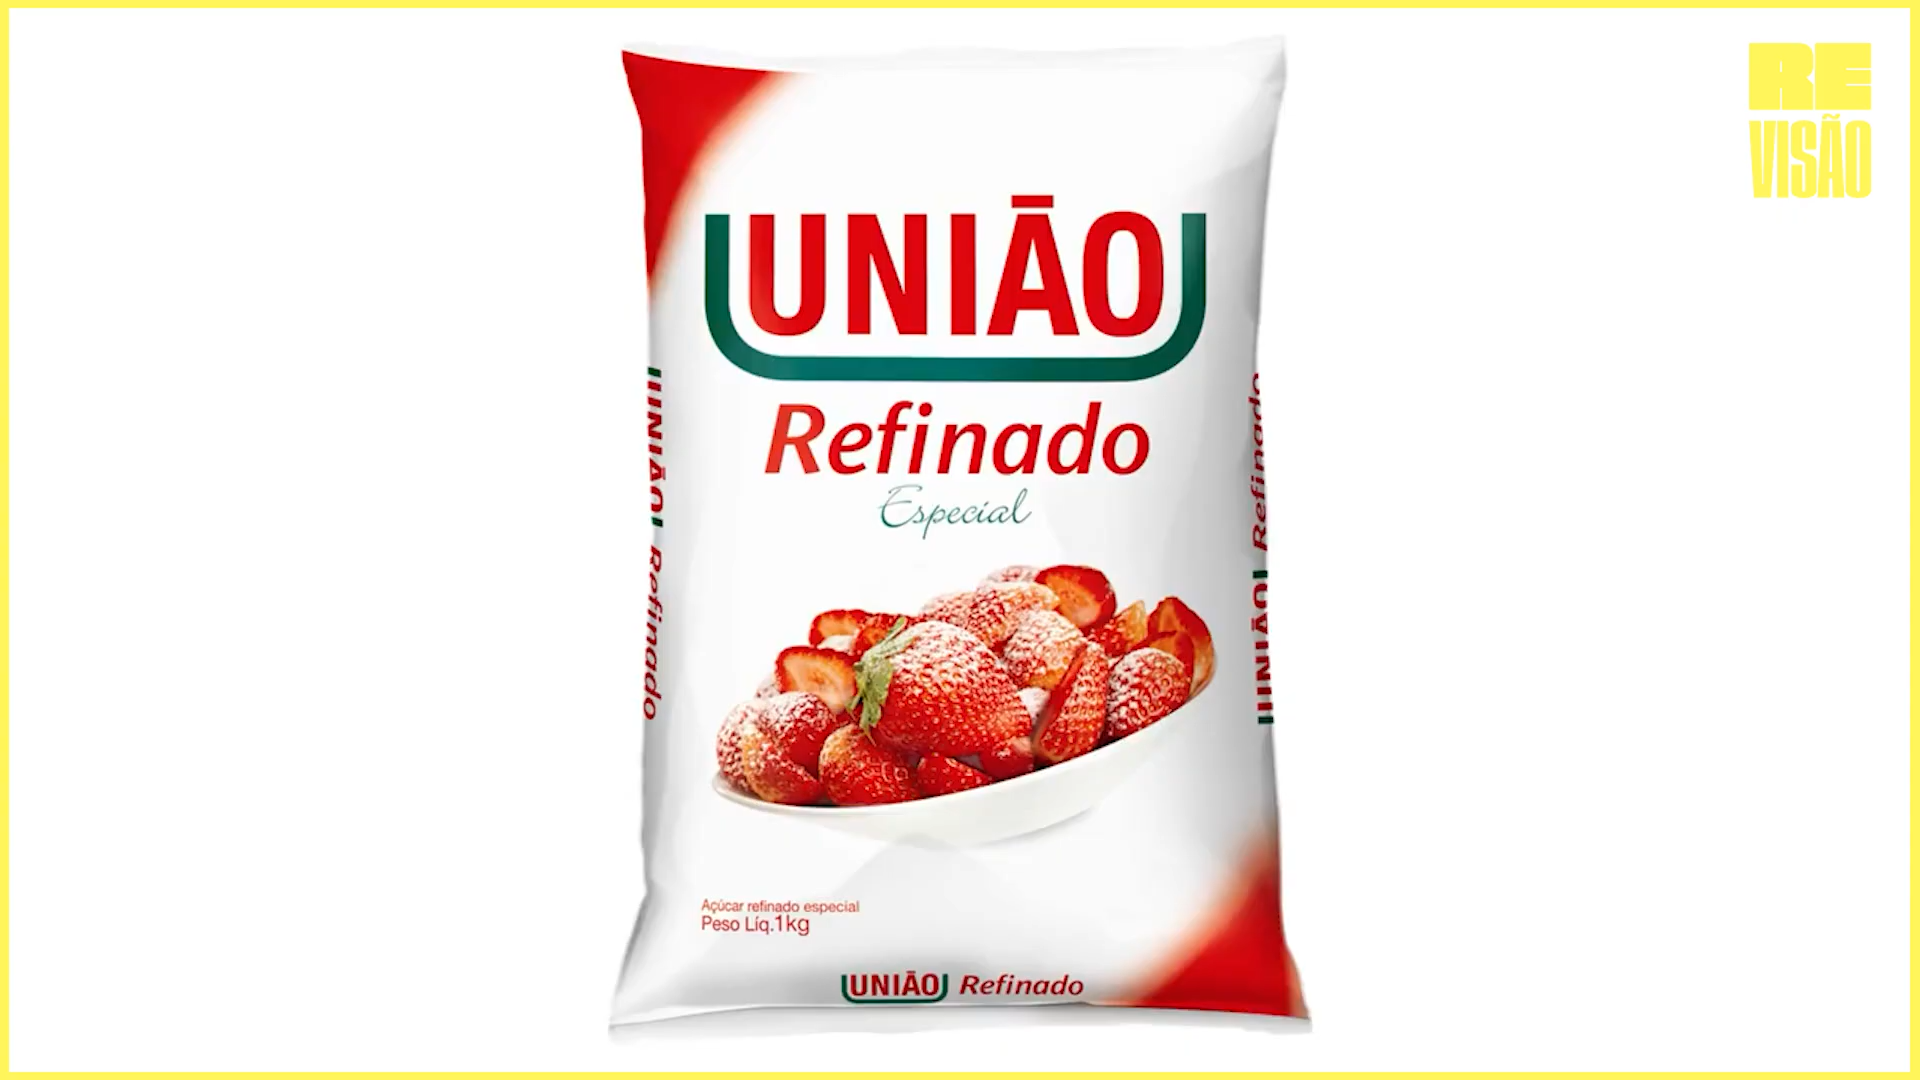 RE
VISÃO
UNIÃO
Refinado
Especial
UNIÃO Refinado
UNIÃO Refinado
Açúcar refinado especial
Peso Líq.1kg
UNIÃO Refinado